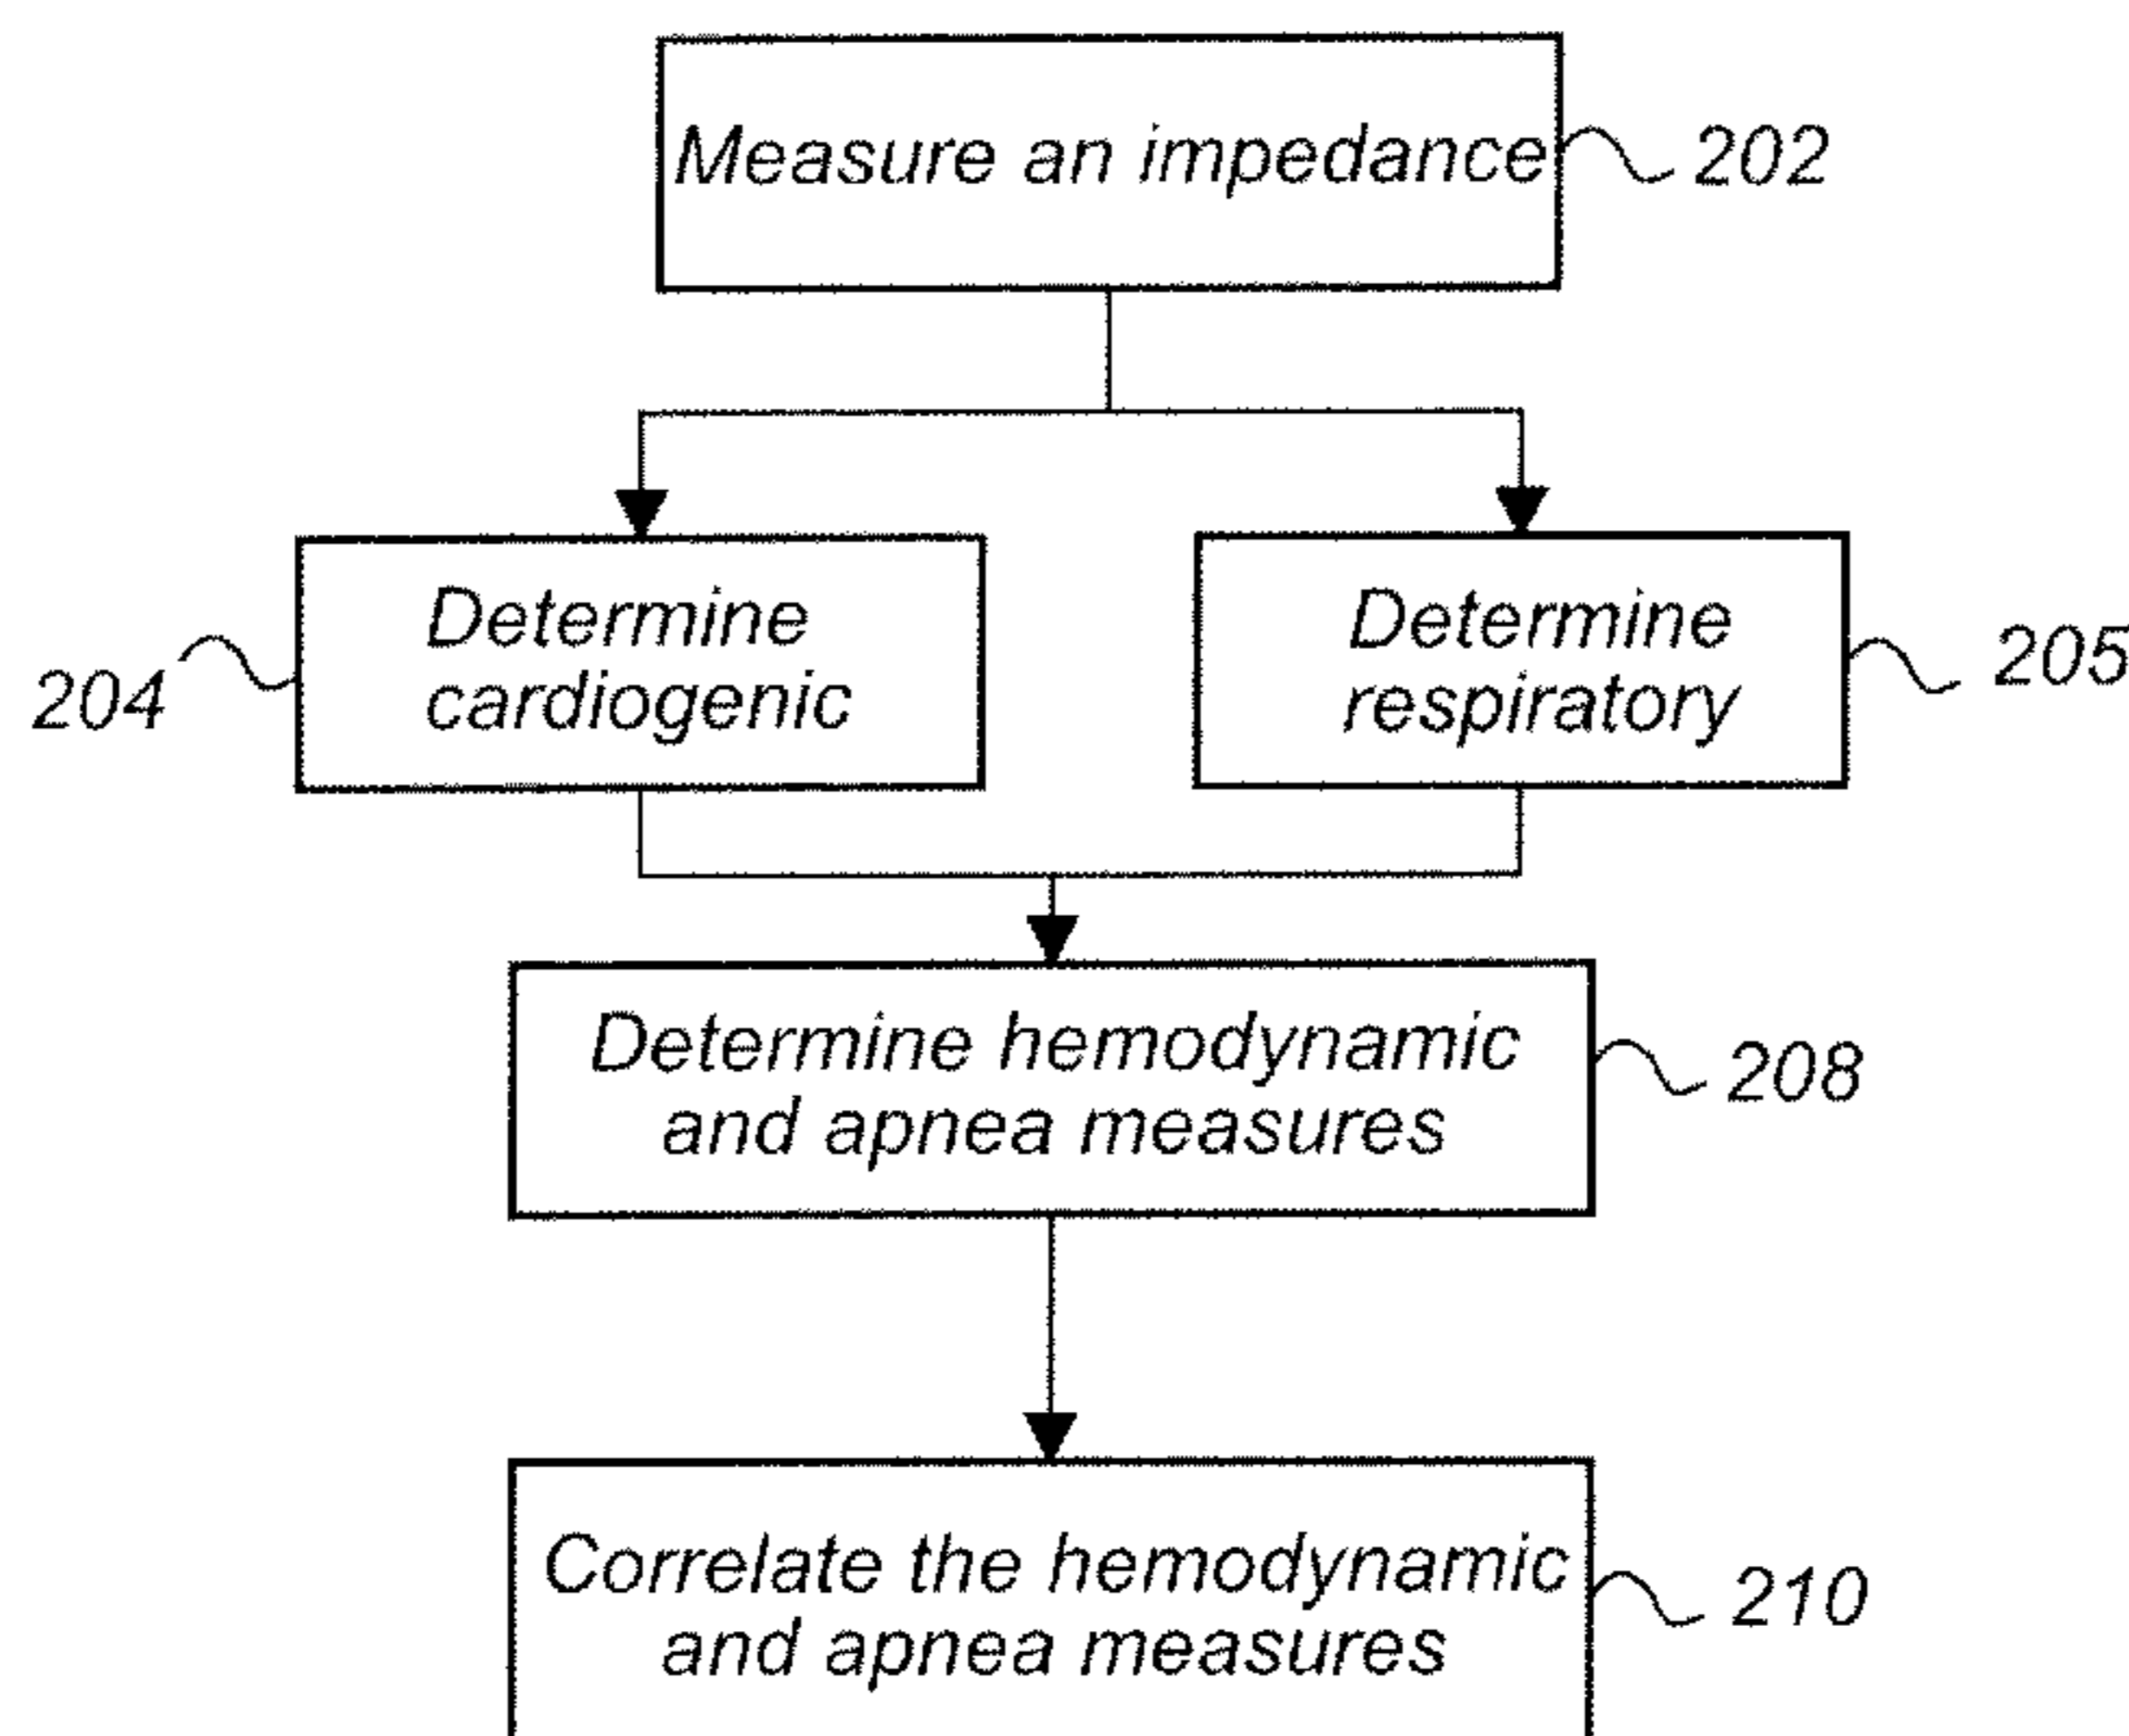 Measure an impedance
202
Determine
cardiogenic
204
Determine
respiratory
205
Determine hemodynamic
and apnea measures
208
Correlate the hemodynamic
and apnea measures
210